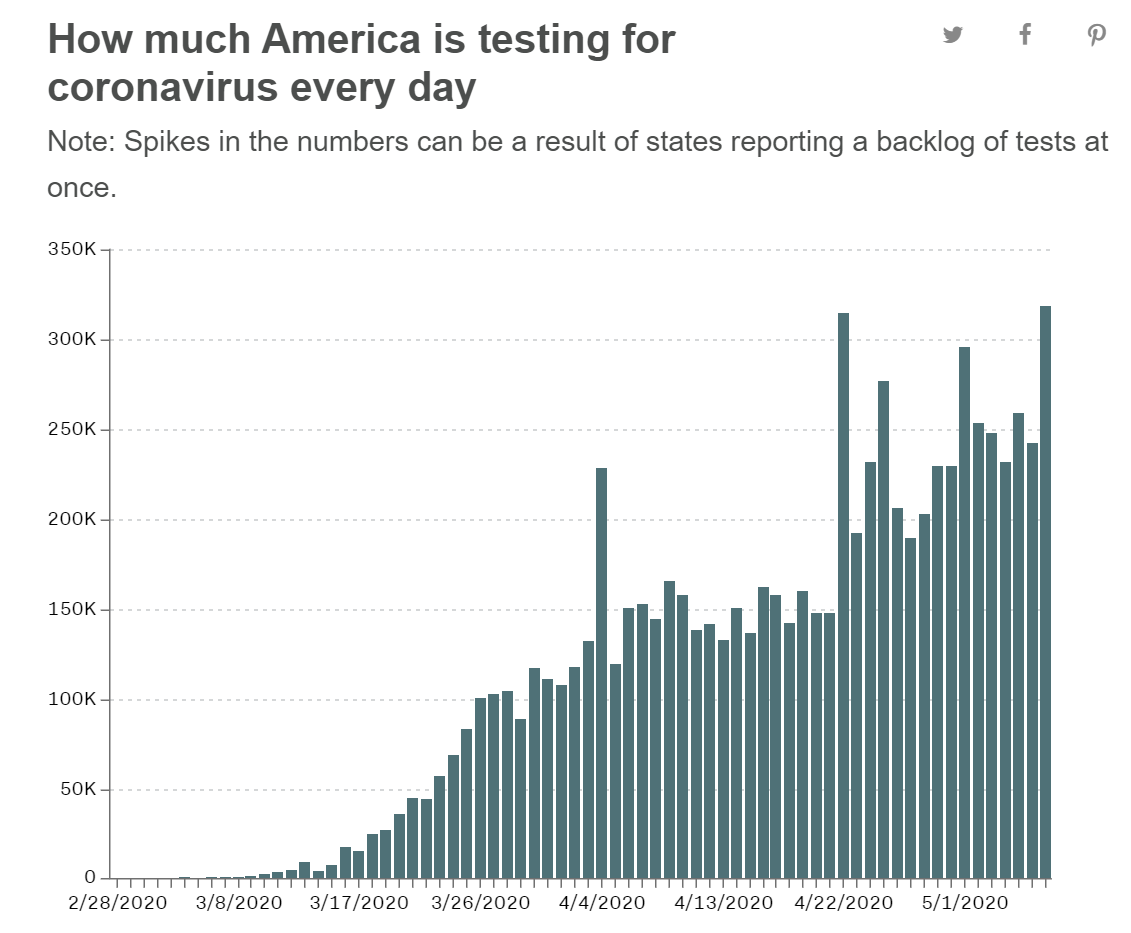 How much America is testing for
coronavirus every day
Note: Spikes in the numbers can be a result of states reporting a backlog of tests at
once.
350K
300K
250K
200K
150K
100K
50K
0
2/28/2020 3/8/2020 3/17/2020 3/26/2020 4/4/2020 4/13/2020 4/22/2020 5/1/2020